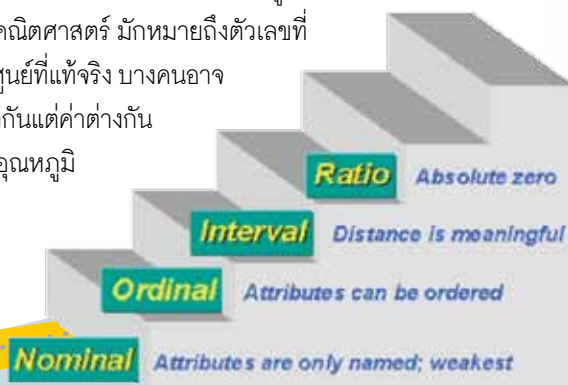 คณิตศาสตร์ มักหมายถึงตัวเลขที่
ศูนย์ที่แท้จริง บางคนอาจ
กันแต่ค่าต่างกัน
อุณหภูมิ
Ratio Absolute zero
Interval Distance is meaningful
Ordinal Attributes can be ordered
Nominal Attributes are only named; weakest